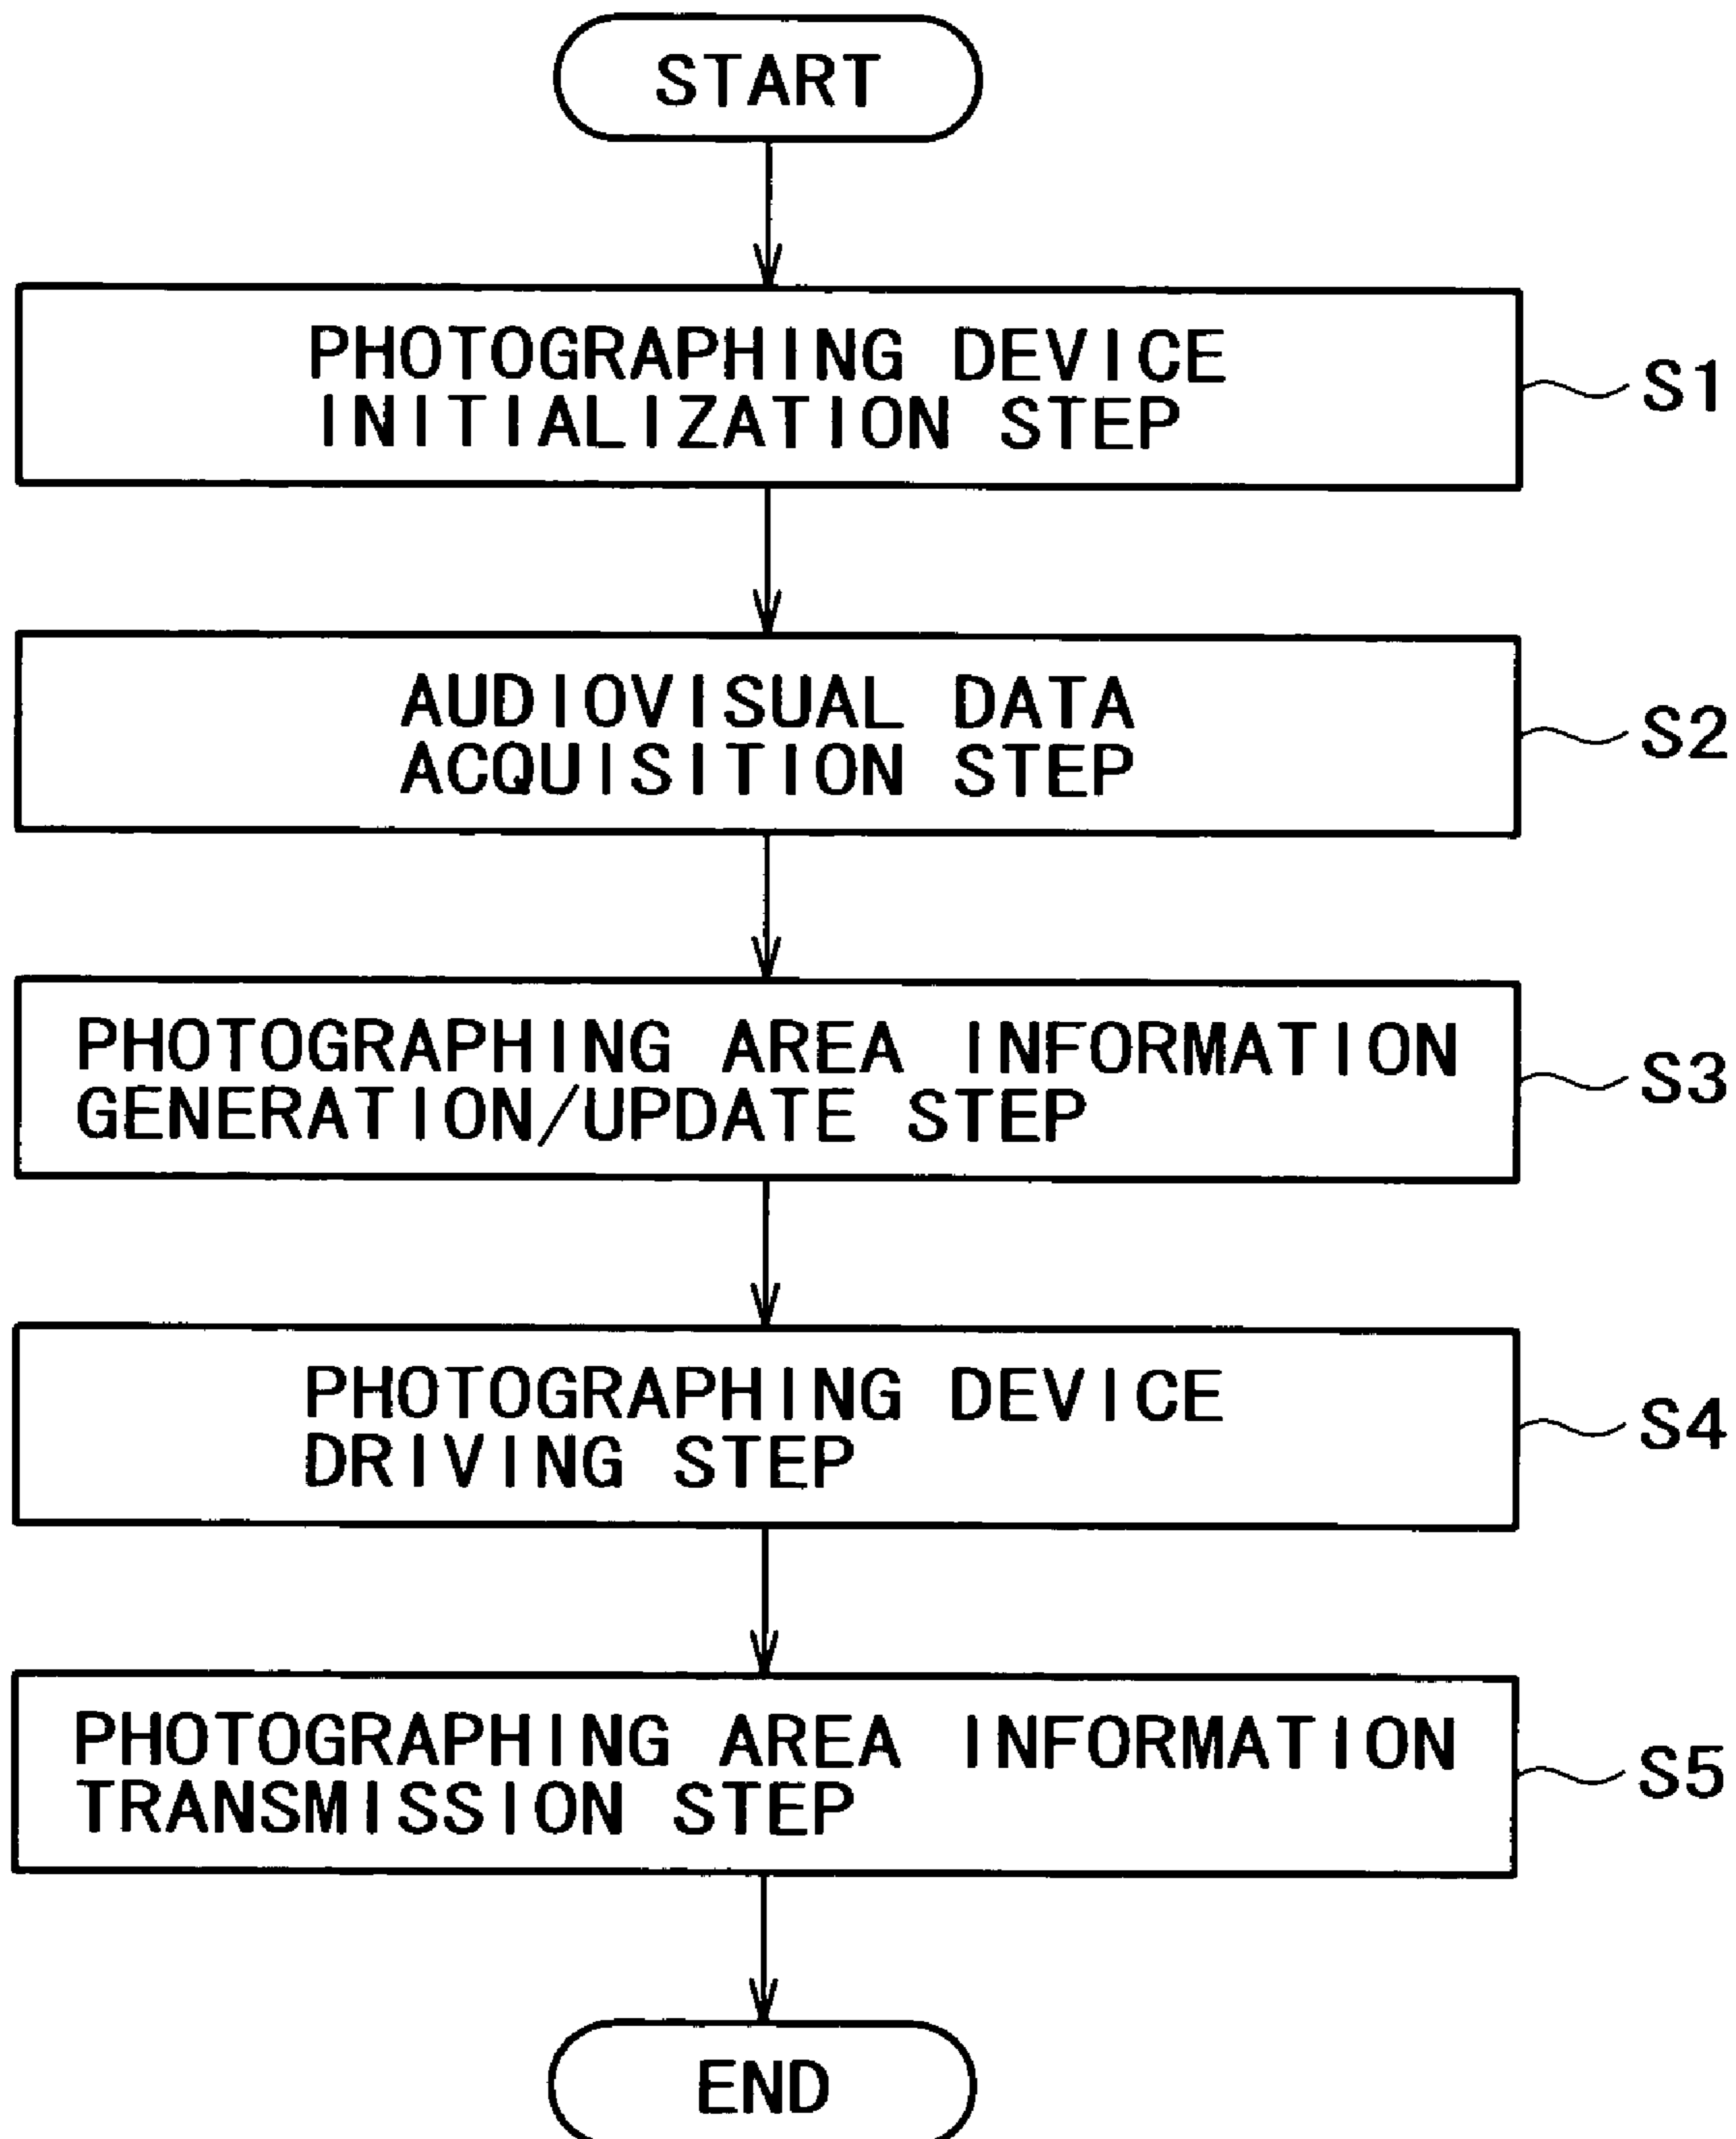 START
PHOTOGRAPHING DEVICE
INITIALIZATION STEP
S1
AUDIOVISUAL DATA
ACQUISITION STEP
S2
PHOTOGRAPHING AREA INFORMATION
GENERATION/UPDATE STEP
S3
PHOTOGRAPHING DEVICE
DRIVING STEP
S4
PHOTOGRAPHING AREA INFORMATION
TRANSMISSION STEP
S5
END